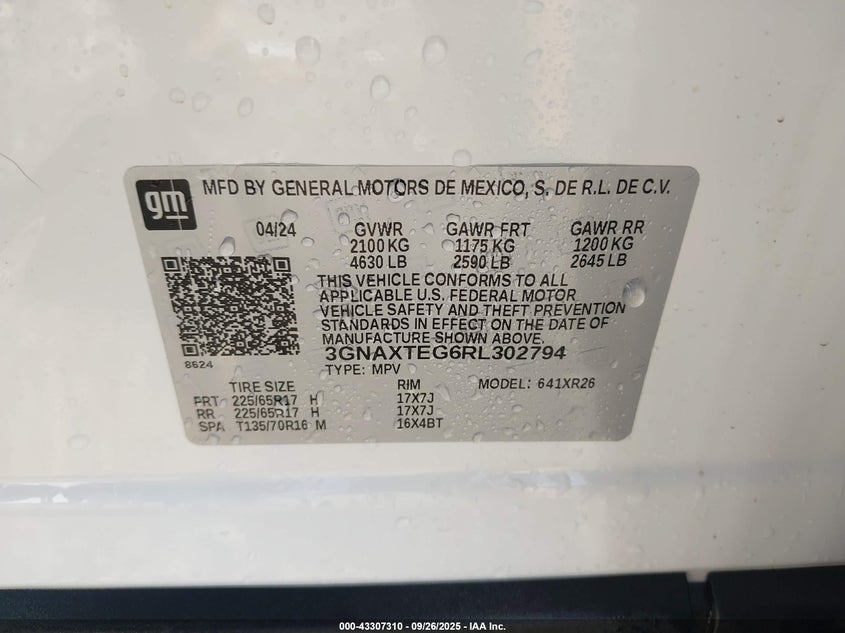 gm
MFD BY GENERAL MOTORS DE MEXICO, S. DE R.L. DE C.V.
04/24 GVWR GAWR FRT GAWR RR
2100 KG 1175 KG 1200 KG
4630 LB 2590 LB 2645 LB
THIS VEHICLE CONFORMS TO ALL
APPLICABLE U.S. FEDERAL MOTOR
VEHICLE SAFETY AND THEFT PREVENTION
STANDARDS IN EFFECT ON THE DATE OF
MANUFACTURE SHOWN ABOVE.
3GNAXTEG6RL302794
8624
TYPE: MPV
TIRE SIZE RIM MODEL: 641XR26
FRT 225/65R17 H 17X7J
RR 225/65R17 H 17X7J
SPA T135/70R16 M 16X4BT
000-43307310 - 09/26/2025 - IAA Inc.